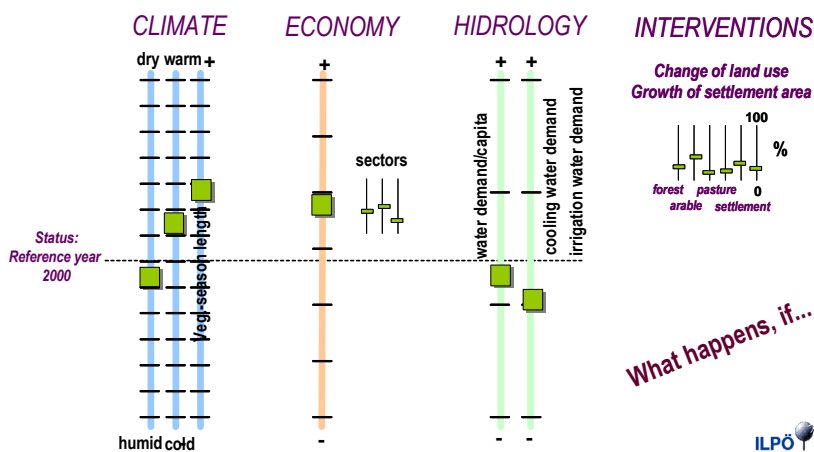 CLIMATE
ECONOMY
HIDROLOGY
INTERVENTIONS
dry warm +
+
+ +
Change of land use
Growth of settlement area
100
%
0
forest pasture
arable settlement
sectors
Vegi.-season length
water demand/capita
cooling water demand
irrigation water demand
Status:
Reference year
2000
What happens, if...
humid cold
-
- -
ILPÖ